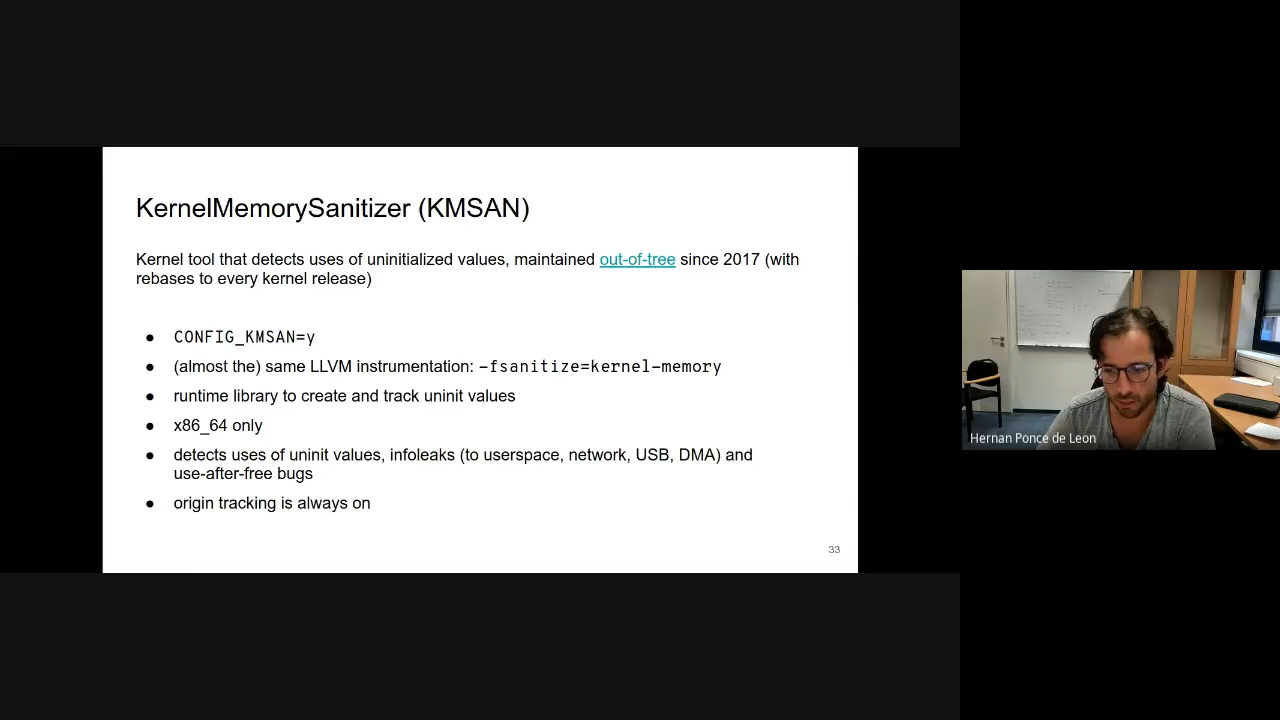 KernelMemorySanitizer (KMSAN)
Kernel tool that detects uses of uninitialized values, maintained out-of-tree since 2017 (with
rebases to every kernel release)
● CONFIG_KMSAN=y
● (almost the) same LLVM instrumentation: -fsanitize=kernel-memory
● runtime library to create and track uninit values
● x86_64 only
● detects uses of uninit values, infoleaks (to userspace, network, USB, DMA) and
use-after-free bugs
● origin tracking is always on
33
Hernan Ponce de Leon